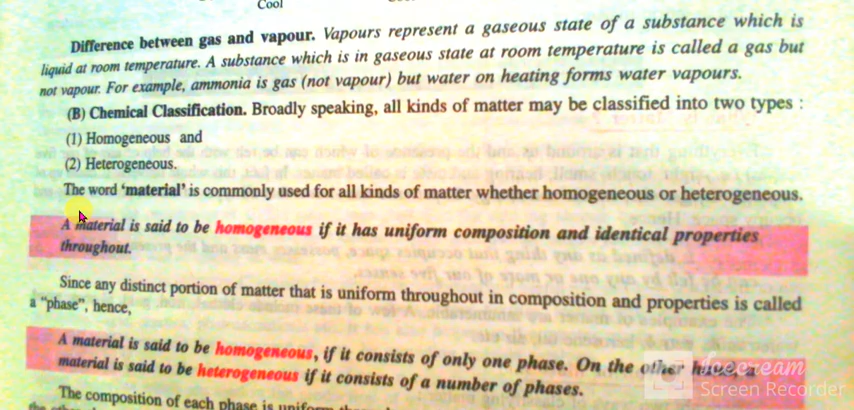 Cool
Difference between gas and vapour. Vapours represent a gaseous state of a substance which is
liquid at room temperature. A substance which is in gaseous state at room temperature is called a gas but
not vapour. For example, ammonia is gas (not vapour) but water on heating forms water vapours.
(B) Chemical Classification. Broadly speaking, all kinds of matter may be classified into two types :
(1) Homogeneous and
(2) Heterogeneous.
The word ‘material’ is commonly used for all kinds of matter whether homogeneous or heterogeneous.
A material is said to be homogeneous if it has uniform composition and identical properties
throughout.
Since any distinct portion of matter that is uniform throughout in composition and properties is called
a “phase”, hence,
A material is said to be homogeneous, if it consists of only one phase. On the other hand, a
material is said to be heterogeneous if it consists of a number of phases.
The composition of each phase is
Icecream
Screen Recorder